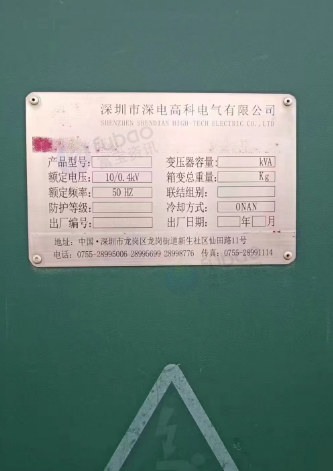 深圳市深电高科电气有限公司
SHENZHEN SHENDIAN HIGH-TECH ELECTRIC CO.,LTD
产品型号: 变压器容量: kVA
额定电压: 10/0.4kV 箱变总重量: Kg
额定频率: 50 HZ 联结组别:
防护等级: 冷却方式: ONAN
出厂编号: 出厂日期: 年 月
地址: 中国·深圳市龙岗区龙岗街道新生社区仙田路11号
电话: 0755-28995006 28996699 28998776 传真: 0755-28991114